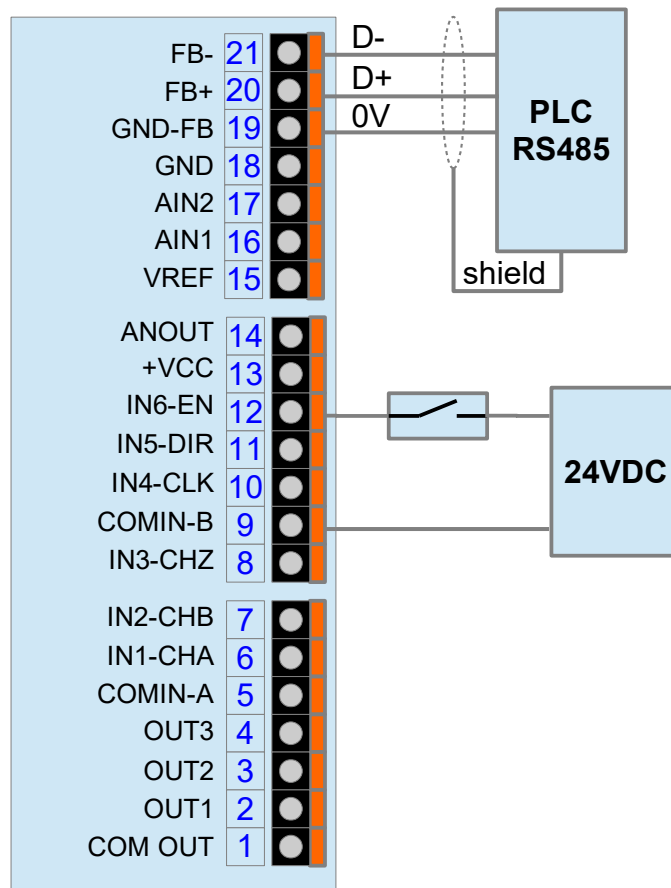 FB- 21 D-
FB+ 20 D+
GND-FB 19 0V
PLC
RS485
GND 18
AIN2 17
AIN1 16
VREF 15
shield
ANOUT 14
+VCC 13
IN6-EN 12
IN5-DIR 11
IN4-CLK 10
24VDC
COMIN-B 9
IN3-CHZ 8
IN2-CHB 7
IN1-CHA 6
COMIN-A 5
OUT3 4
OUT2 3
OUT1 2
COM OUT 1